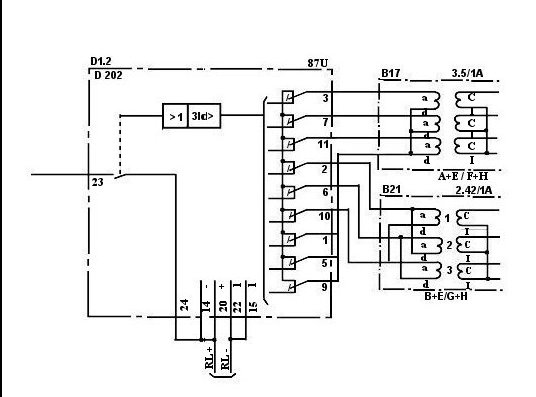 D1.2
87U
D 202
B17
3.5/1A
3
a
C
>1
3Id>
7
d
a
C
11
d
a
C
d
I
2
A+E / F+H
23
6
B21
2.42/1A
10
a
1
C
d
I
1
a
2
C
5
d
I
a
3
C
9
d
I
B+E/G+H
24
14 -
20 +
22 1
15 1
RL+
RL-